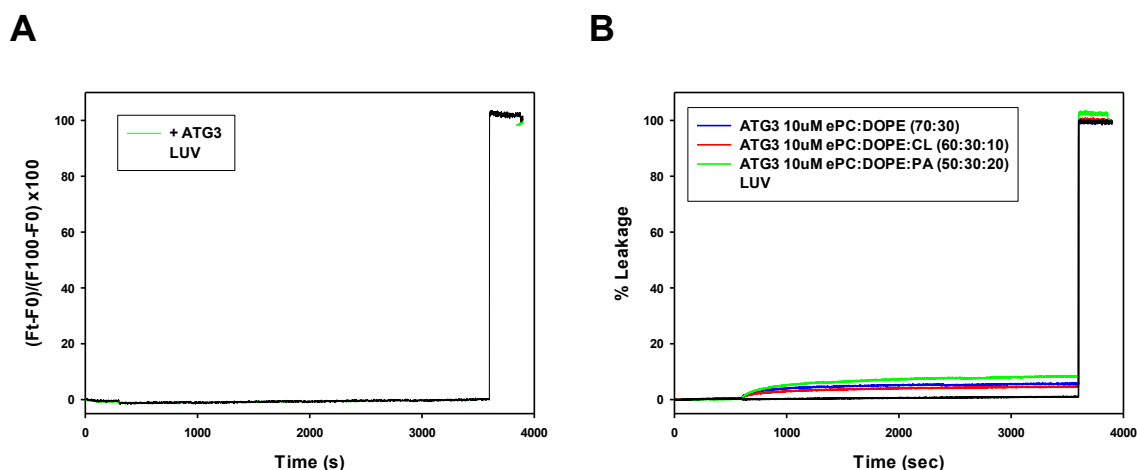 A
B
(Ft-F0)/(F100-F0) x100
100
80
60
40
20
0
+ ATG3
LUV
0
1000
2000
3000
4000
Time (s)
% Leakage
100
80
60
40
20
0
ATG3 10uM ePC:DOPE (70:30)
ATG3 10uM ePC:DOPE:CL (60:30:10)
ATG3 10uM ePC:DOPE:PA (50:30:20)
LUV
0
1000
2000
3000
4000
Time (sec)